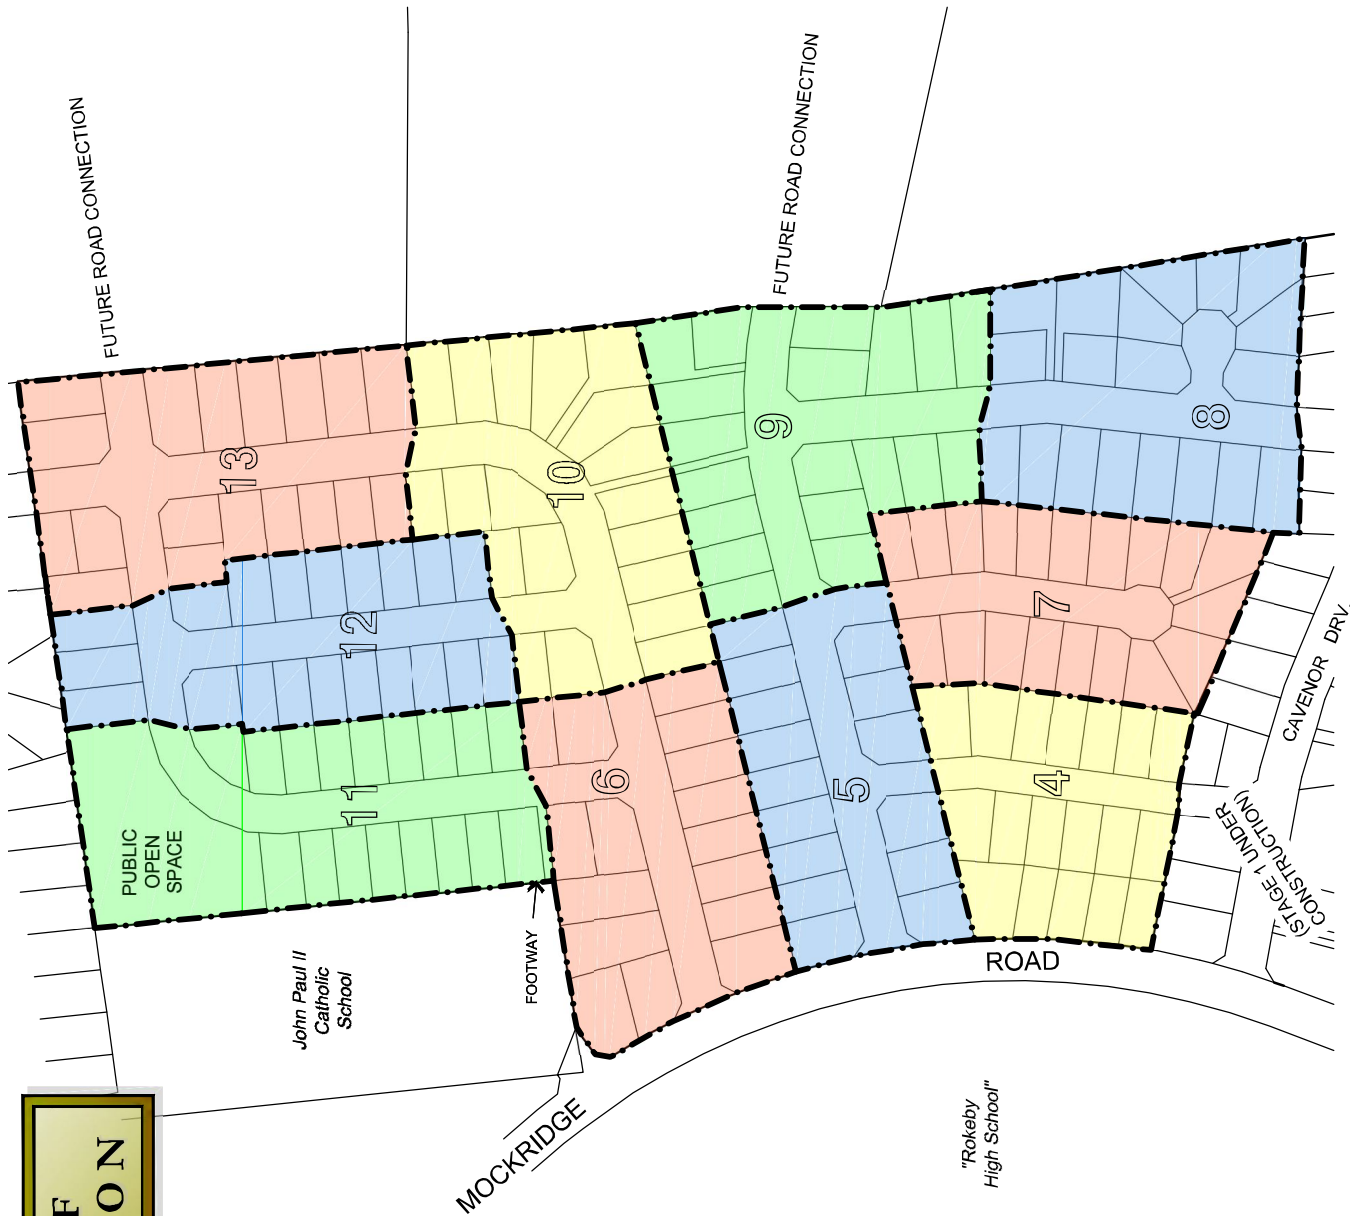 FUTURE ROAD CONNECTION
FUTURE ROAD CONNECTION
13
10
9
8
12
7
11
6
5
4
PUBLIC
OPEN
SPACE
CAVENOR DRV.
(STAGE 1 UNDER
CONSTRUCTION)
John Paul II
Catholic
School
FOOTWAY
MOCKRIDGE
ROAD
"Rokeby
High School"
F
ON